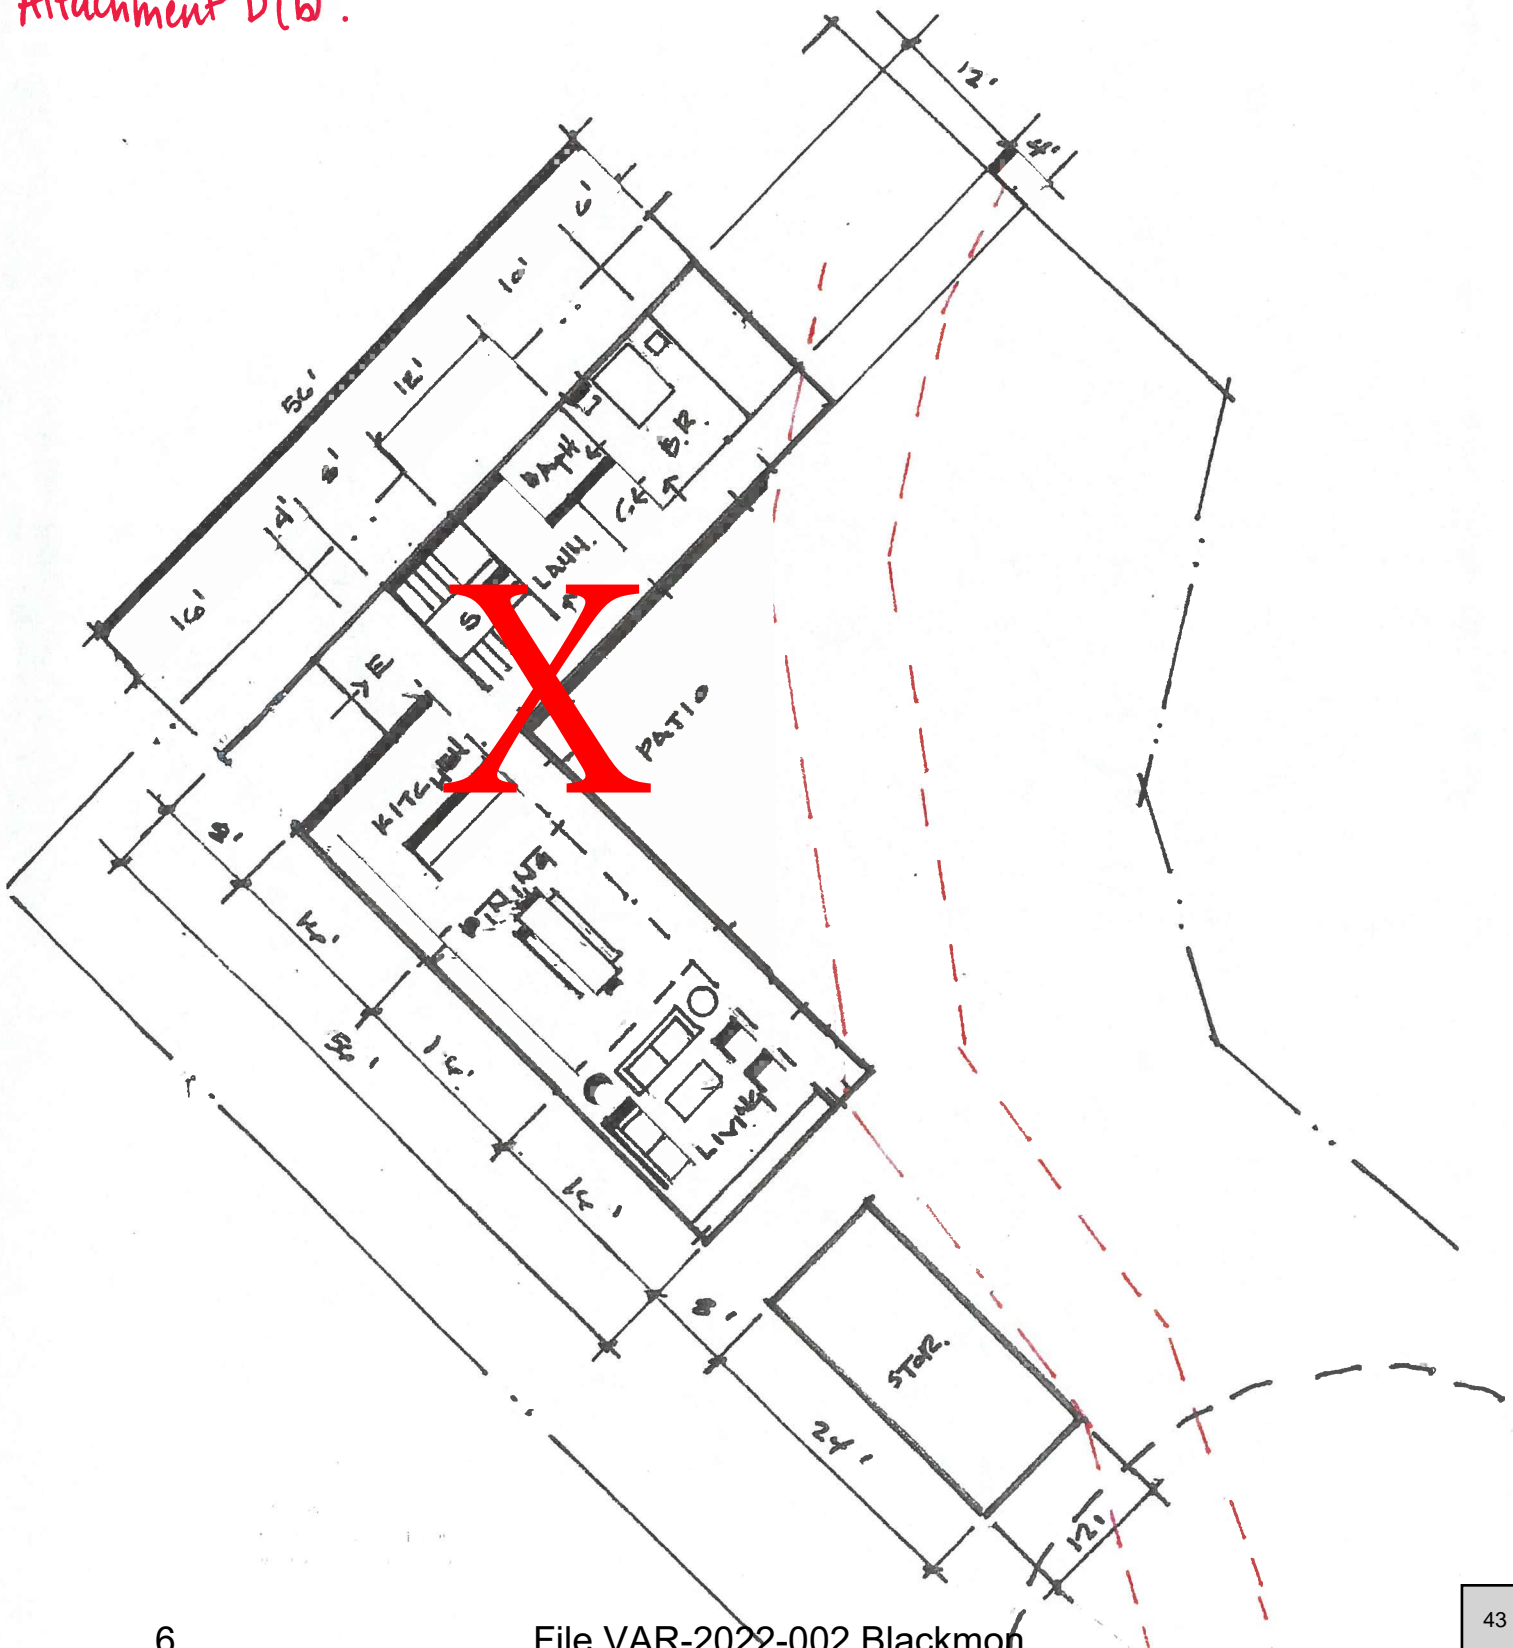 Attachment D(b).
12'
4'
6'
10'
12'
8'
4'
16'
56'
B.R.
BATH
C
LAUN.
S
E
PATIO
KITCHEN
DINING
LIVING
8'
16'
56'
16'
16'
8'
STOR.
24'
12'
X
6
File VAR-2022-002 Blackmon
43